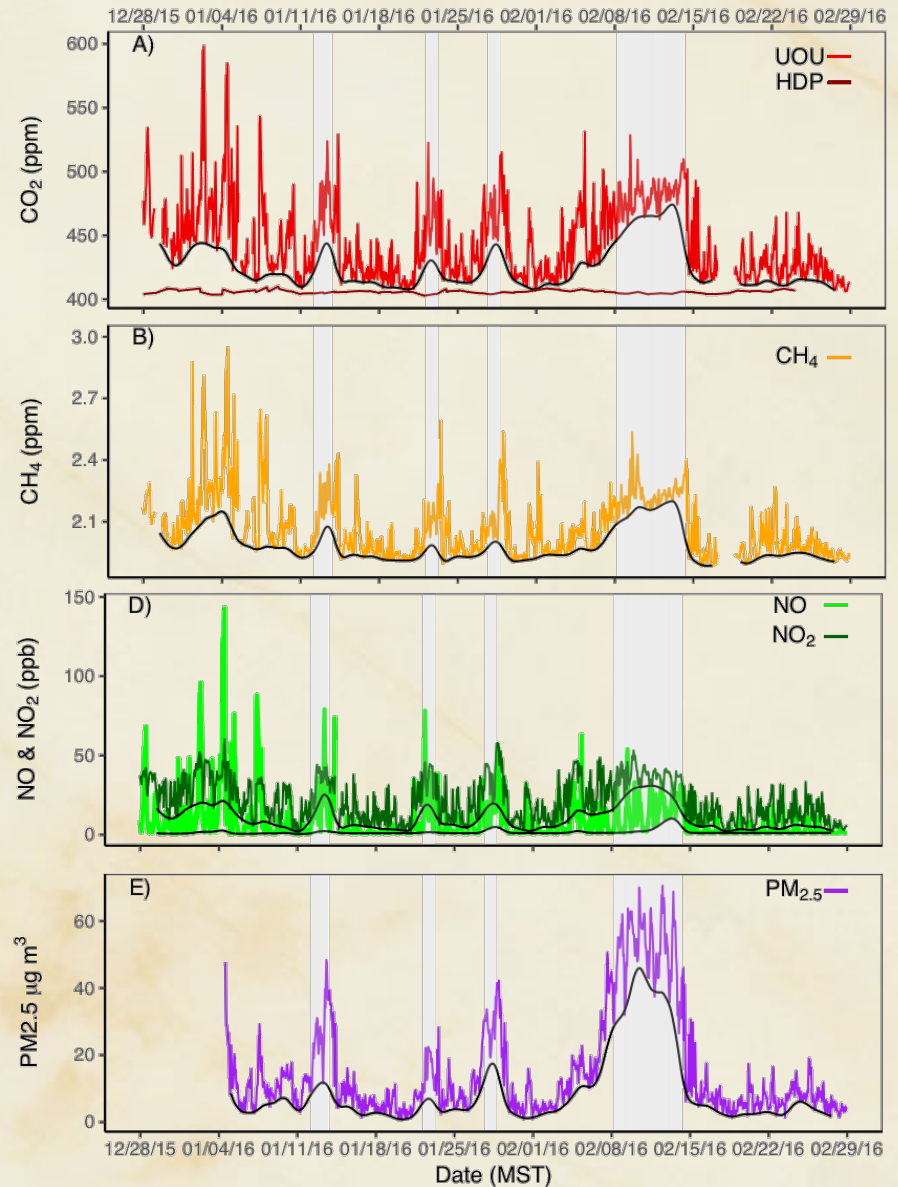 12/28/15 01/04/16 01/11/16 01/18/16 01/25/16 02/01/16 02/08/16 02/15/16 02/22/16 02/29/16
A)
UOU
HDP
600
550
500
450
400
CO₂ (ppm)
B)
CH₄
3.0
2.7
2.4
2.1
CH₄ (ppm)
D)
NO
NO₂
150
100
50
0
NO & NO₂ (ppb)
E)
PM₂.₅
60
40
20
0
PM2.5 µg m³
12/28/15 01/04/16 01/11/16 01/18/16 01/25/16 02/01/16 02/08/16 02/15/16 02/22/16 02/29/16
Date (MST)